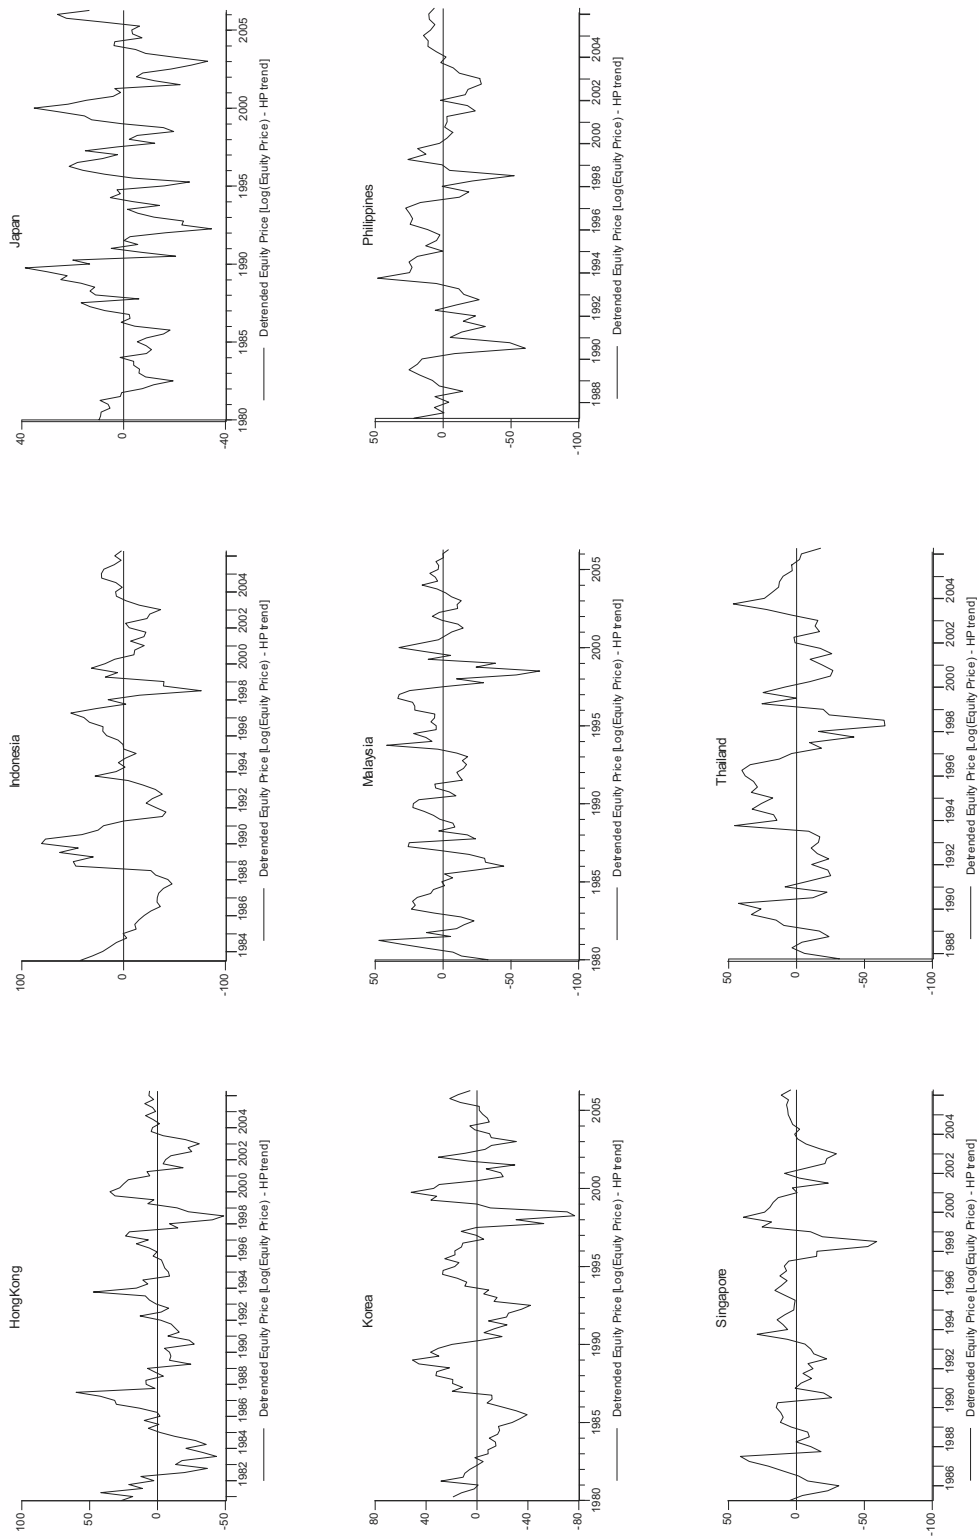 HongKong
100
50
0
-50
1982 1984 1986 1988 1990 1992 1994 1996 1998 2000 2002 2004
Detrended Equity Price [Log(Equity Price) - HP trend]
Indonesia
100
0
-100
1984 1986 1988 1990 1992 1994 1996 1998 2000 2002 2004
Detrended Equity Price [Log(Equity Price) - HP trend]
Japan
40
0
-40
1980 1985 1990 1995 2000 2005
Detrended Equity Price [Log(Equity Price) - HP trend]
Korea
80
40
0
-40
-80
1980 1985 1990 1995 2000 2005
Detrended Equity Price [Log(Equity Price) - HP trend]
Malaysia
50
0
-50
-100
1980 1985 1990 1995 2000 2005
Detrended Equity Price [Log(Equity Price) - HP trend]
Philippines
50
0
-50
-100
1988 1990 1992 1994 1996 1998 2000 2002 2004
Detrended Equity Price [Log(Equity Price) - HP trend]
Singapore
50
0
-50
-100
1986 1988 1990 1992 1994 1996 1998 2000 2002 2004
Detrended Equity Price [Log(Equity Price) - HP trend]
Thailand
50
0
-50
-100
1988 1990 1992 1994 1996 1998 2000 2002 2004
Detrended Equity Price [Log(Equity Price) - HP trend]